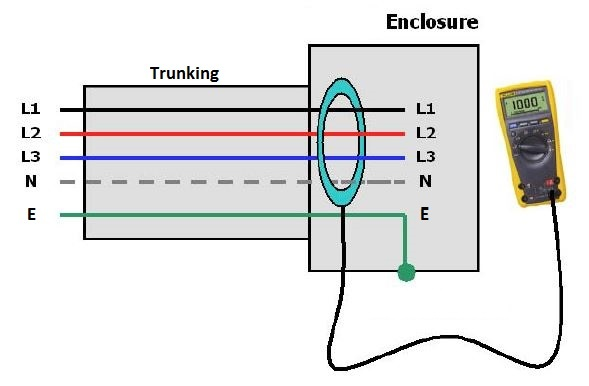 Enclosure
Trunking
L1 L1
L2 L2
L3 L3
N N
E E
1000